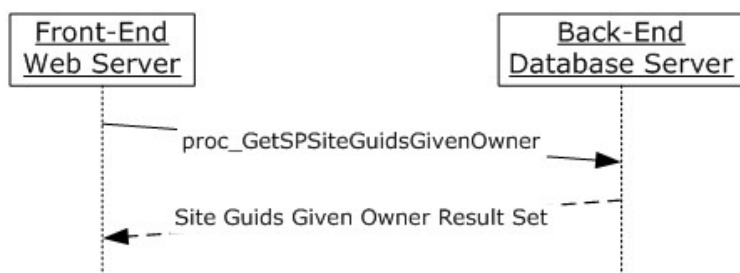 Front-End
Web Server
Back-End
Database Server
proc_GetSPSiteGuidsGivenOwner
Site Guids Given Owner Result Set